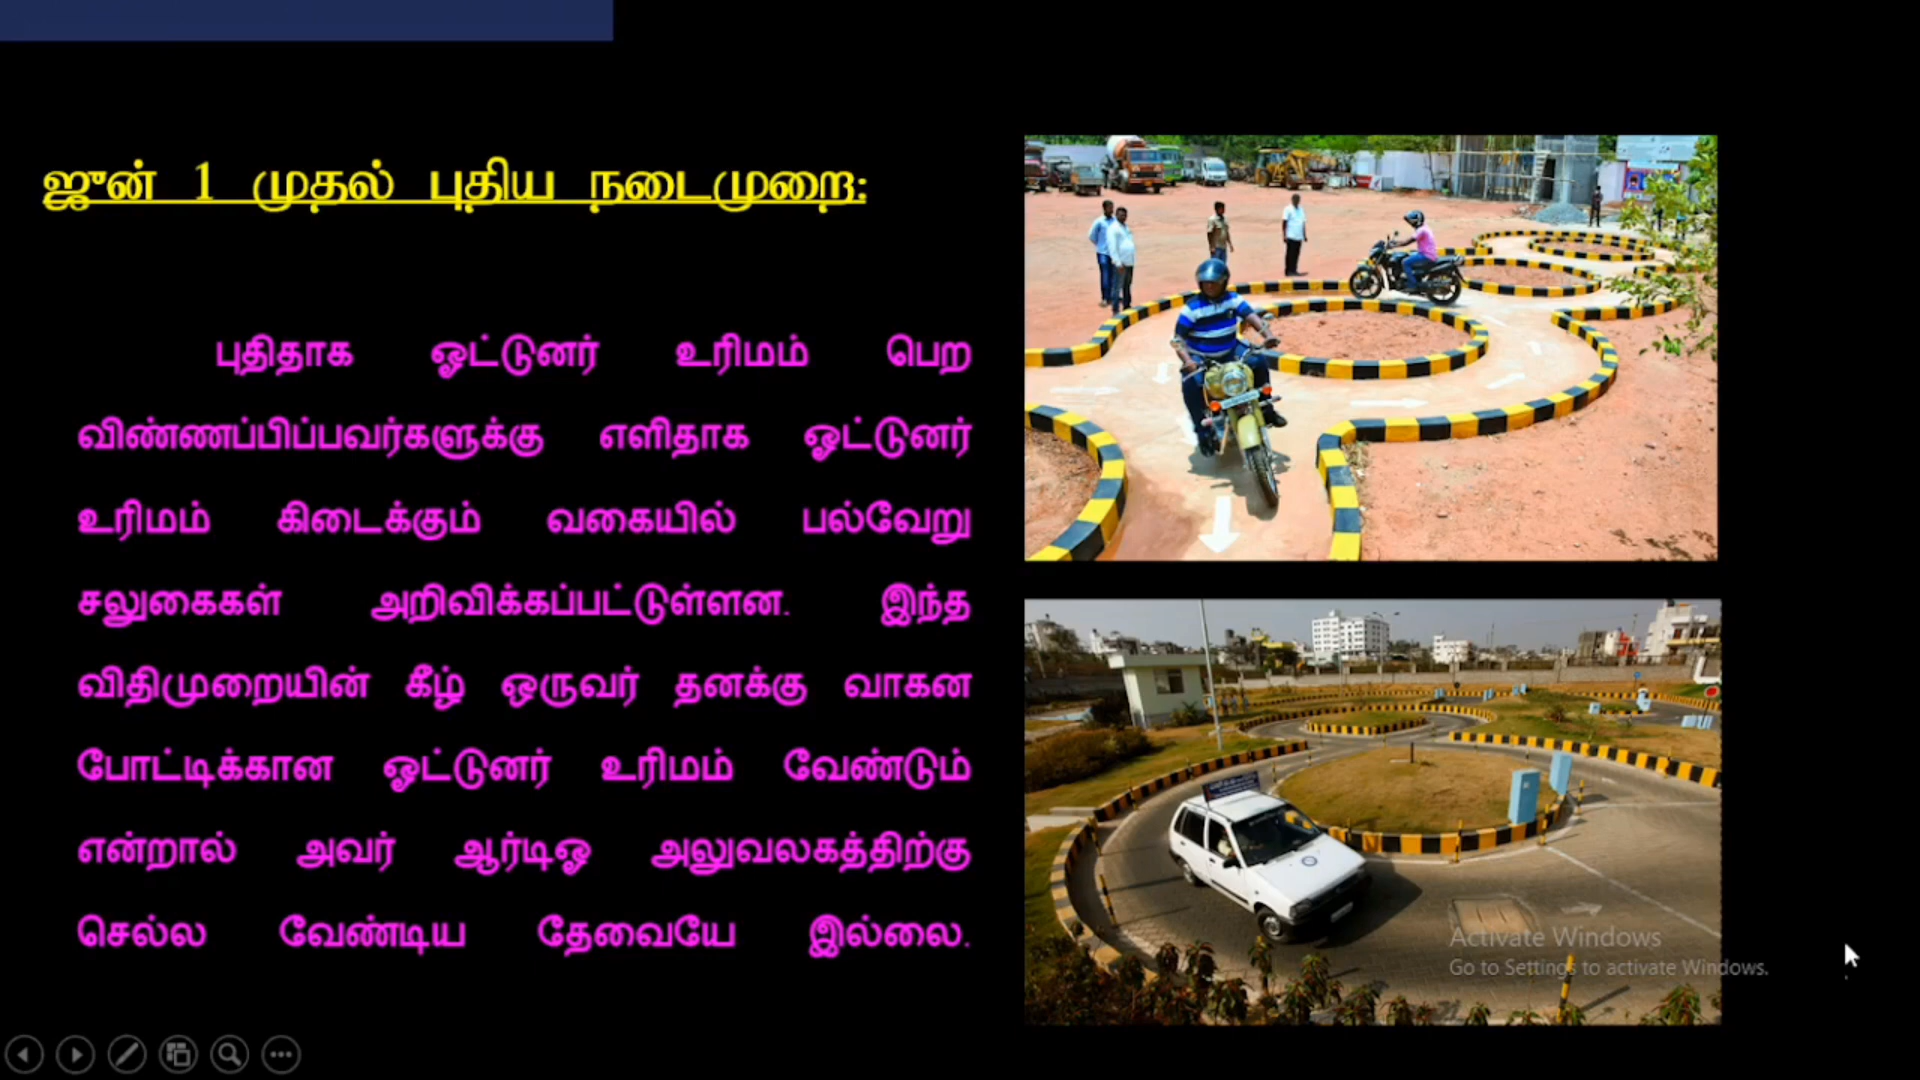 ஜுன் 1 முதல் புதிய நடைமுறை:
புதிதாக ஓட்டுனர் உரிமம் பெற
விண்ணப்பிப்பவர்களுக்கு எளிதாக ஓட்டுனர்
உரிமம் கிடைக்கும் வகையில் பல்வேறு
சலுகைகள் அறிவிக்கப்பட்டுள்ளன. இந்த
விதிமுறையின் கீழ் ஒருவர் தனக்கு வாகன
போட்டிக்கான ஓட்டுனர் உரிமம் வேண்டும்
என்றால் அவர் ஆர்டிஓ அலுவலகத்திற்கு
செல்ல வேண்டிய தேவையே இல்லை.
Activate Windows
Go to Settings to activate Windows.